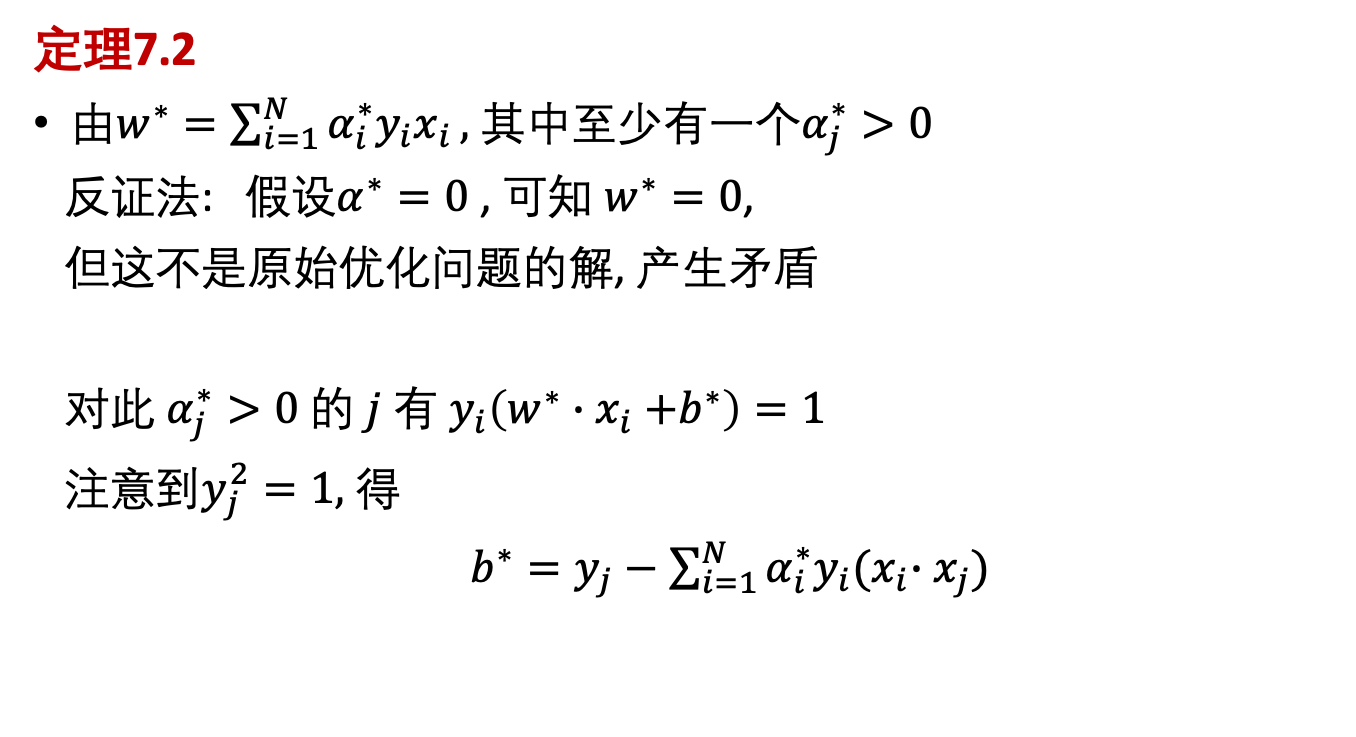 定理7.2
• 由w* = ∑_{i=1}^{N} α_i^* y_i x_i , 其中至少有一个α_j^* > 0
反证法: 假设α* = 0 , 可知 w* = 0,
但这不是原始优化问题的解, 产生矛盾
对此 α_j^* > 0 的 j 有 y_i(w* · x_i +b*) = 1
注意到y_j^2 = 1, 得
b* = y_j − ∑_{i=1}^{N} α_i^* y_i(x_i· x_j)